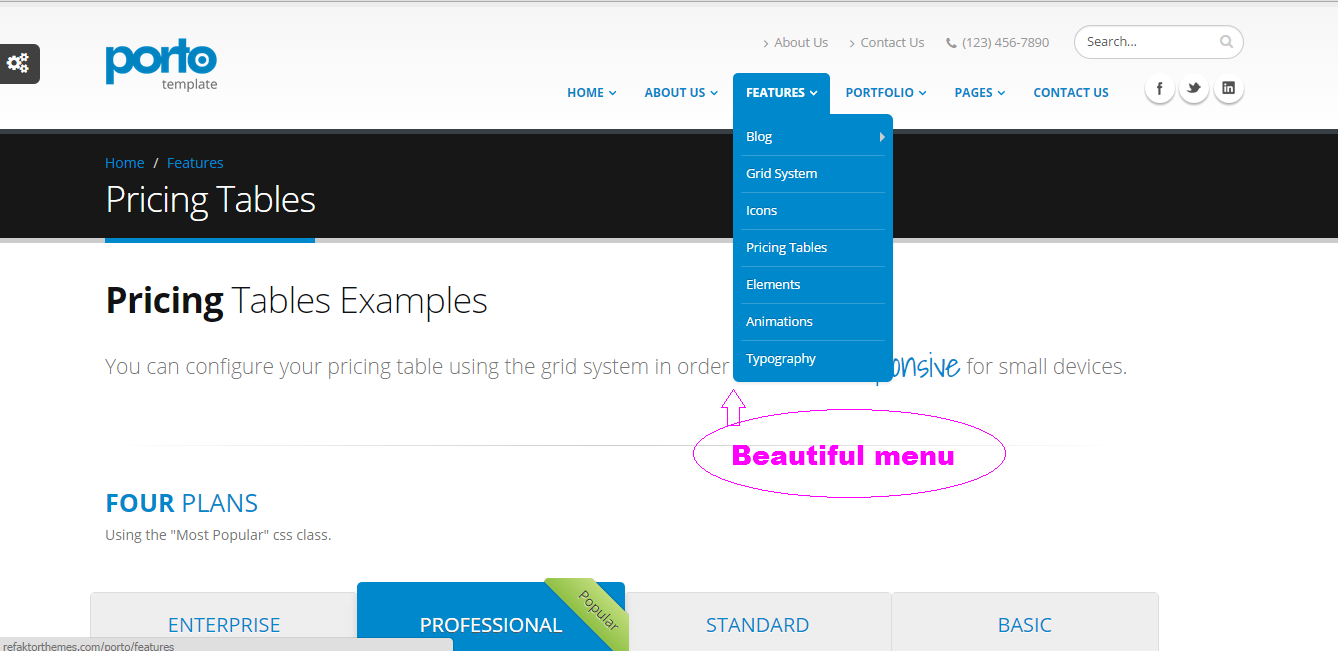 porto
template
About Us
Contact Us
(123) 456-7890
Search...
HOME
ABOUT US
FEATURES
PORTFOLIO
PAGES
CONTACT US
Blog
Grid System
Icons
Pricing Tables
Elements
Animations
Typography
Home / Features
Pricing Tables
Pricing Tables Examples
You can configure your pricing table using the grid system in order for small devices.
Beautiful menu
FOUR PLANS
Using the "Most Popular" css class.
ENTERPRISE
PROFESSIONAL
Popular
STANDARD
BASIC
refaktorthemes.com/porto/features